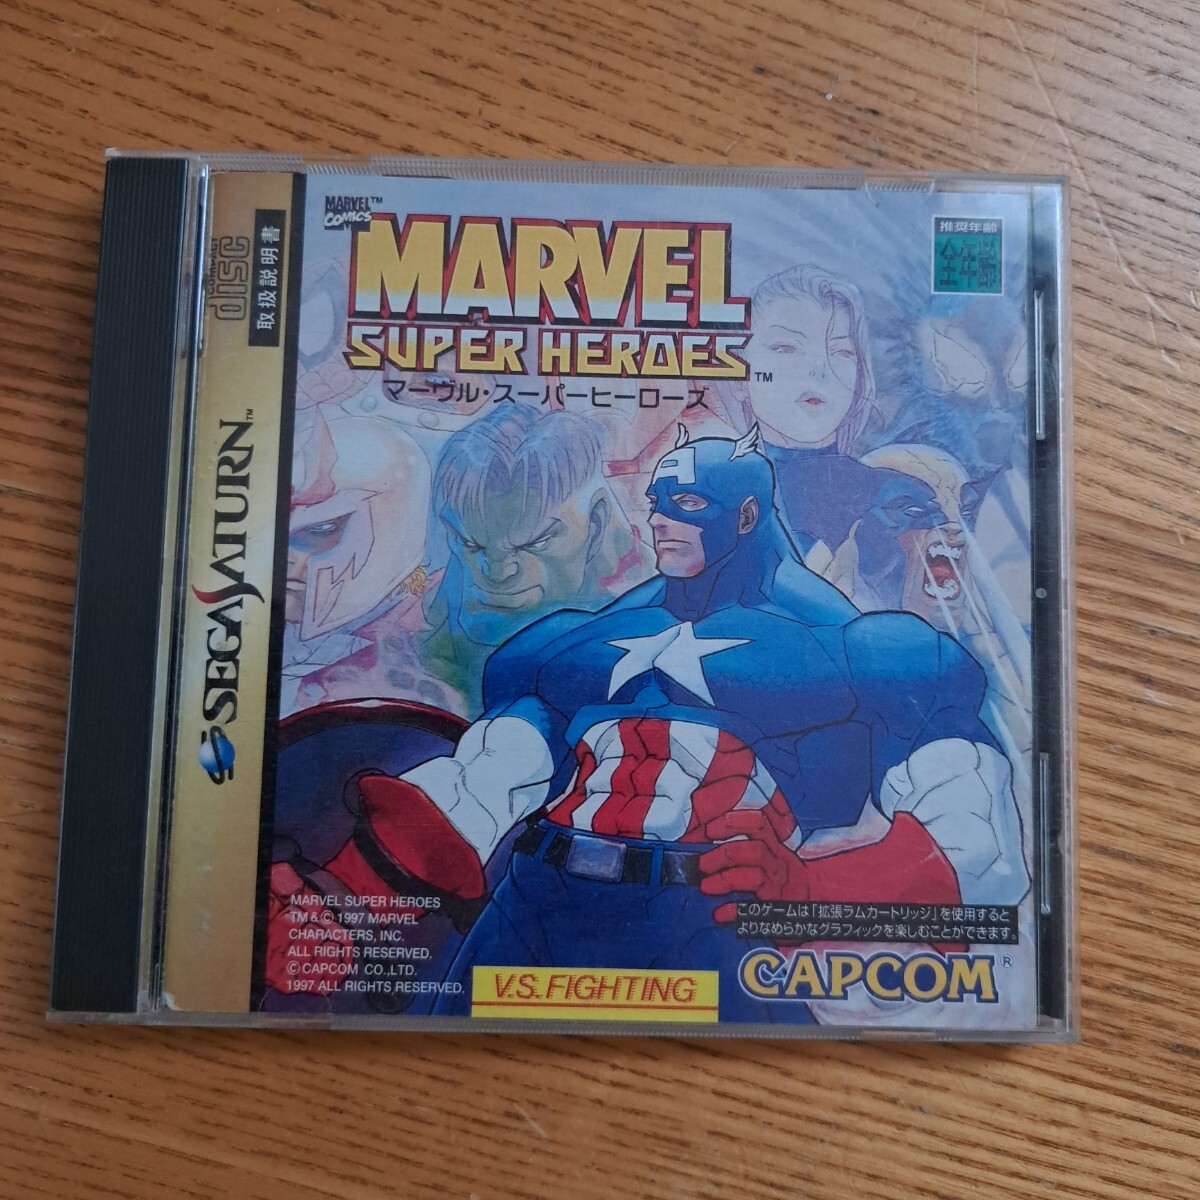 COMPACT
disc
取扱説明書
SEGA SATURN™
MARVEL™
COMICS
MARVEL
SUPER HEROES™
マーヴル・スーパーヒーローズ
推奨年齢
全年齢
A
MARVEL SUPER HEROES
TM & © 1997 MARVEL
CHARACTERS, INC.
ALL RIGHTS RESERVED.
© CAPCOM CO.,LTD.
1997 ALL RIGHTS RESERVED.
V.S. FIGHTING
このゲームは「拡張ラムカートリッジ」を使用すると
よりなめらかなグラフィックを楽しむことができます。
CAPCOM®